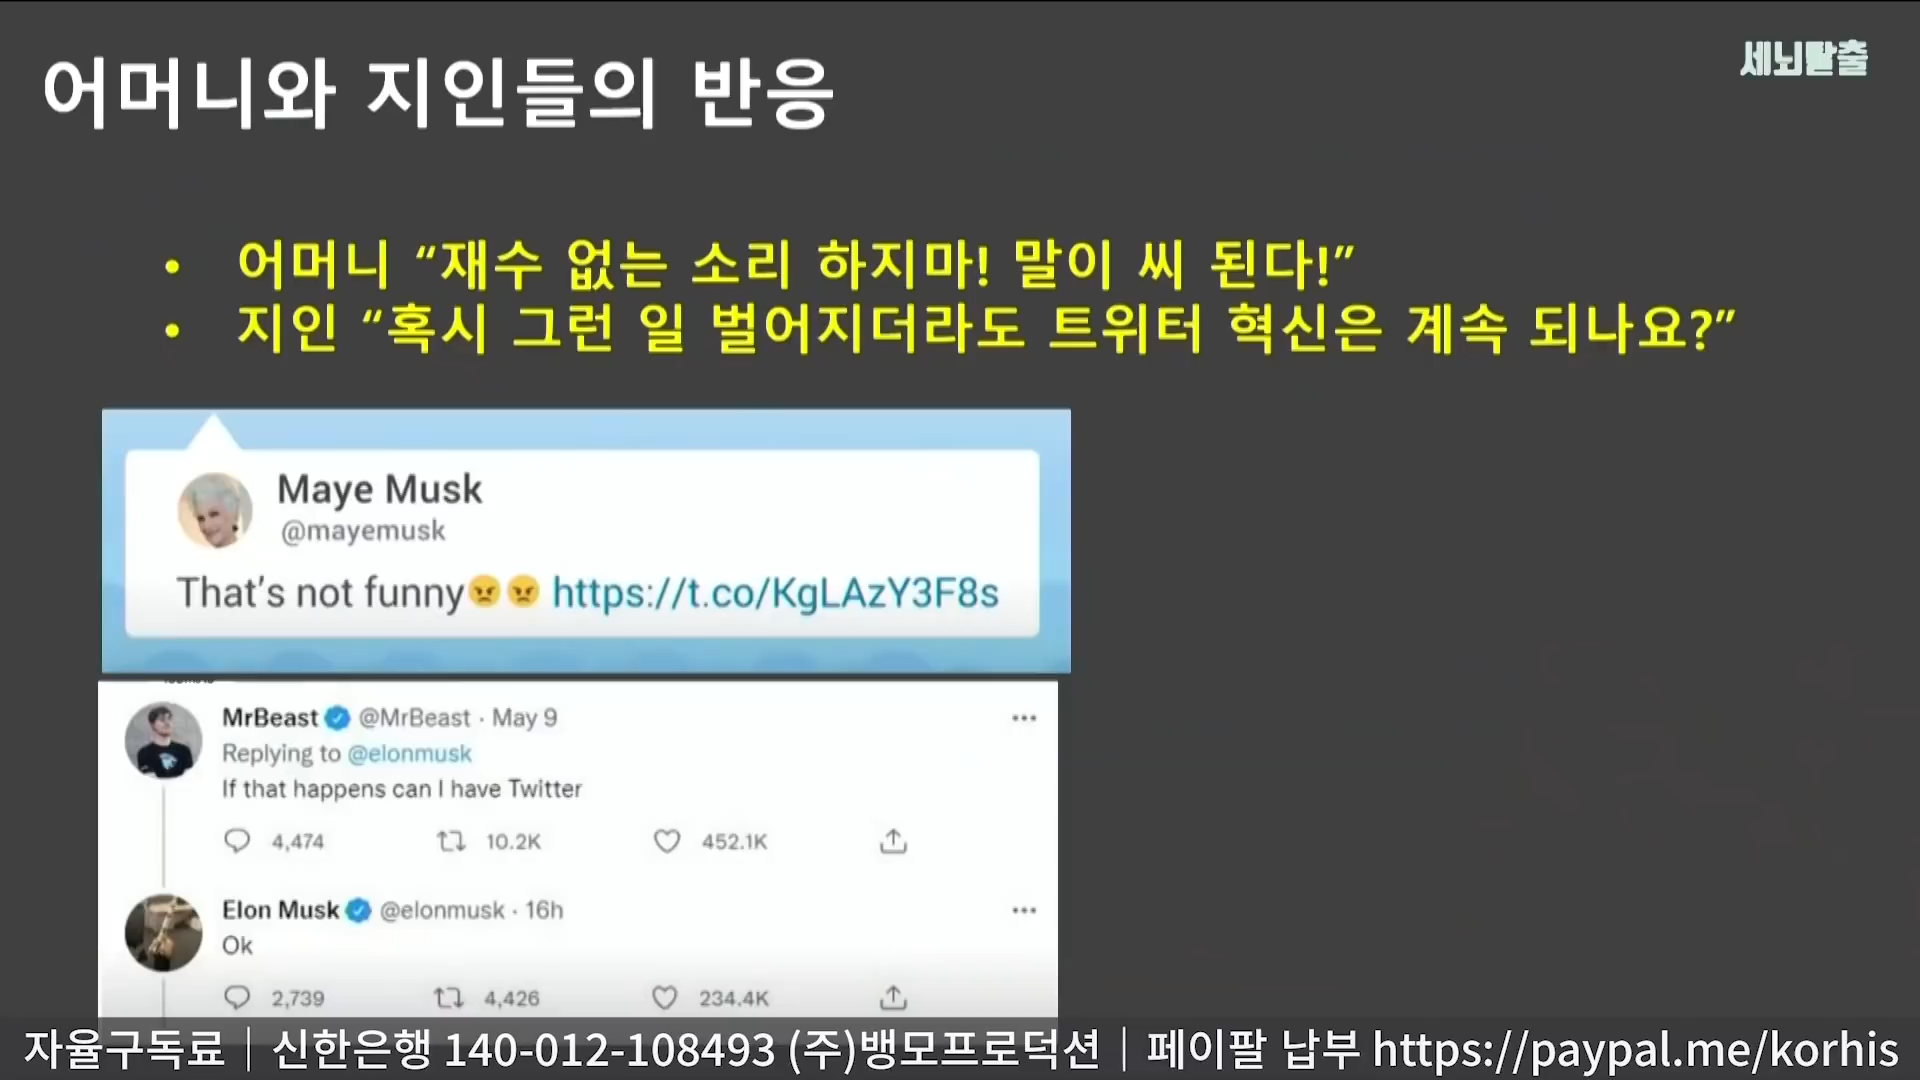 어머니와 지인들의 반응
세뇌탈출
• 어머니 “재수 없는 소리 하지마! 말이 씨 된다!”
• 지인 “혹시 그런 일 벌어지더라도 트위터 혁신은 계속 되나요?”
Maye Musk
@mayemusk
That's not funny😠😠 https://t.co/KgLAzY3F8s
MrBeast @MrBeast · May 9
Replying to @elonmusk
If that happens can I have Twitter
4,474 10.2K 452.1K
Elon Musk @elonmusk · 16h
Ok
2,739 4,426 234.4K
자율구독료 | 신한은행 140-012-108493 (주)뱅모프로덕션 | 페이팔 납부 https://paypal.me/korhis